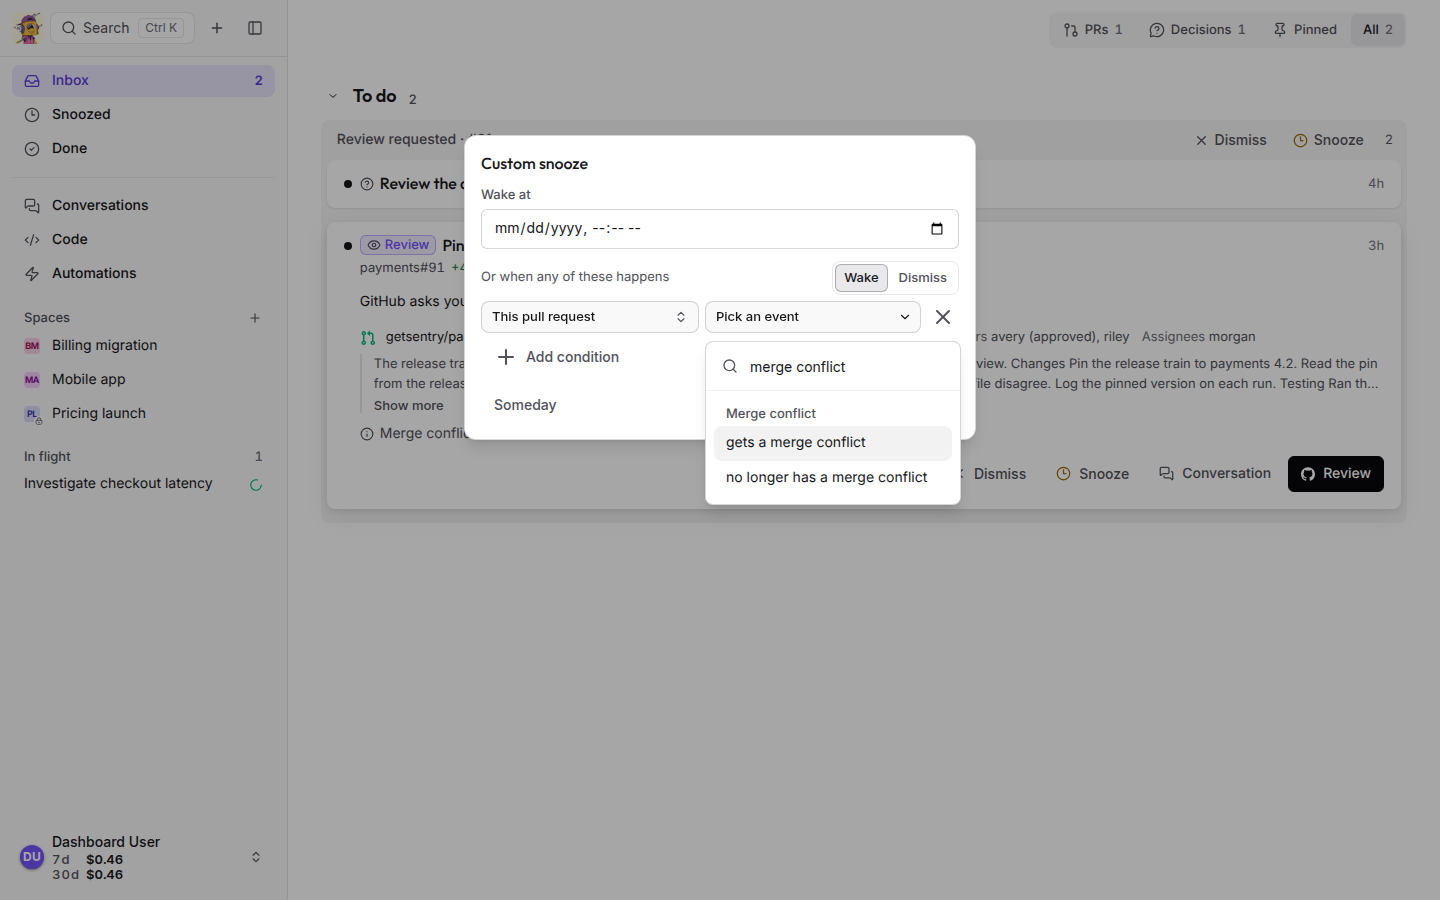 Search Ctrl K
PRs 1 Decisions 1 Pinned All 2
Inbox 2
Snoozed
Done
Conversations
Code
Automations
Spaces
BM Billing migration
MA Mobile app
PL Pricing launch
In flight 1
Investigate checkout latency
DU Dashboard User
7d $0.46
30d $0.46
To do 2
Review requested · Dismiss Snooze 2
Review the 4h
Review Pin 3h
payments#91
GitHub asks you
getsentry/pa avery (approved), riley Assignees morgan
The release tra view. Changes Pin the release train to payments 4.2. Read the pin
from the releas disagree. Log the pinned version on each run. Testing Ran th...
Show more
Merge conflic
Dismiss Snooze Conversation Review
Custom snooze
Wake at
mm/dd/yyyy, --:-- --
Or when any of these happens Wake Dismiss
This pull request Pick an event
Add condition
Someday
merge conflict
Merge conflict
gets a merge conflict
no longer has a merge conflict